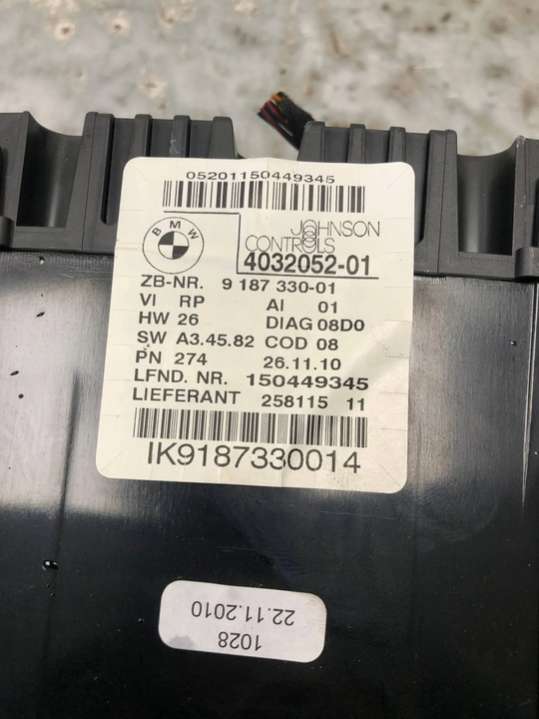 05201150449345
BMW
JOHNSON
CONTROLS
4032052-01
ZB-NR. 9 187 330-01
VI RP AI 01
HW 26 DIAG 08D0
SW A3.45.82 COD 08
PN 274 26.11.10
LFND. NR. 150449345
LIEFERANT 258115 11
IK9187330014
1028
22.11.2010